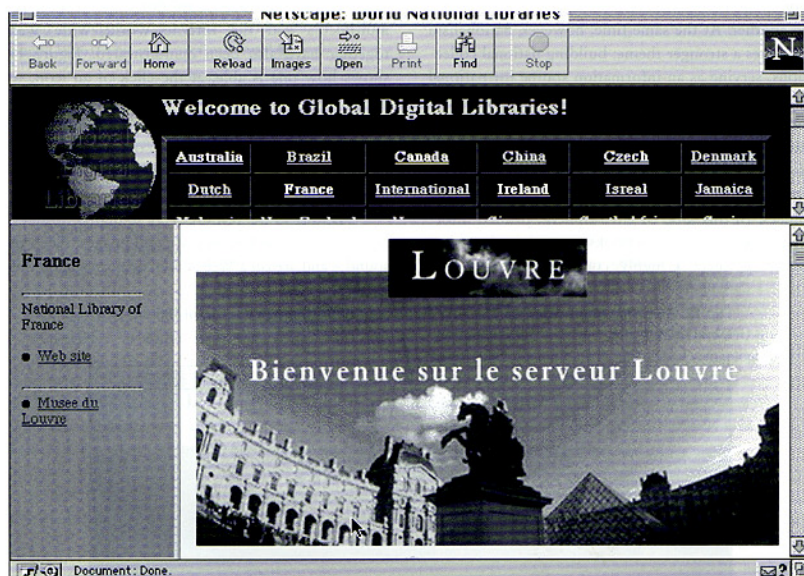 Netscape: World National Libraries
Back Forward Home Reload Images Open Print Find Stop
N
Welcome to Global Digital Libraries!
Australia Brazil Canada China Czech Denmark
Dutch France International Ireland Isreal Jamaica
France
National Library of
France
Web site
Musee du
Louvre
LOUVRE
Bienvenue sur le serveur Louvre
Document: Done.
?